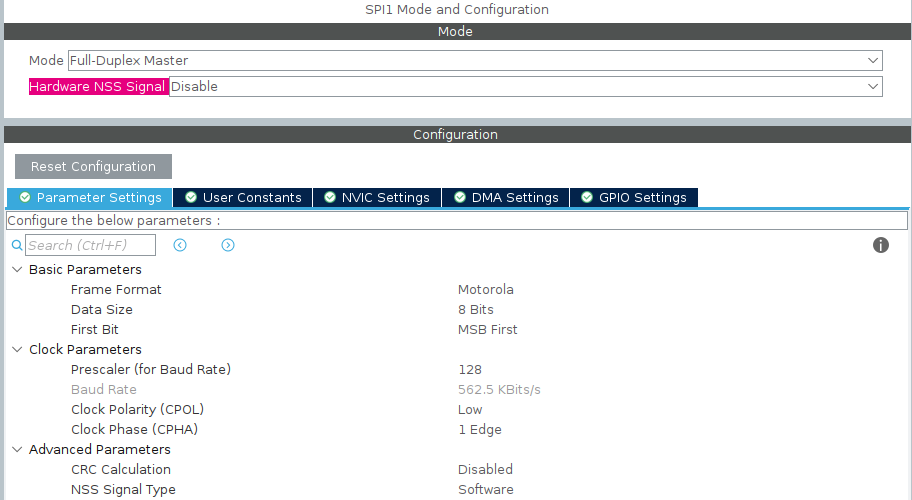 SPI1 Mode and Configuration
Mode
Mode Full-Duplex Master
Hardware NSS Signal Disable
Configuration
Reset Configuration
Parameter Settings User Constants NVIC Settings DMA Settings GPIO Settings
Configure the below parameters :
Search (Ctrl+F)
Basic Parameters
Frame Format Motorola
Data Size 8 Bits
First Bit MSB First
Clock Parameters
Prescaler (for Baud Rate) 128
Baud Rate 562.5 KBits/s
Clock Polarity (CPOL) Low
Clock Phase (CPHA) 1 Edge
Advanced Parameters
CRC Calculation Disabled
NSS Signal Type Software